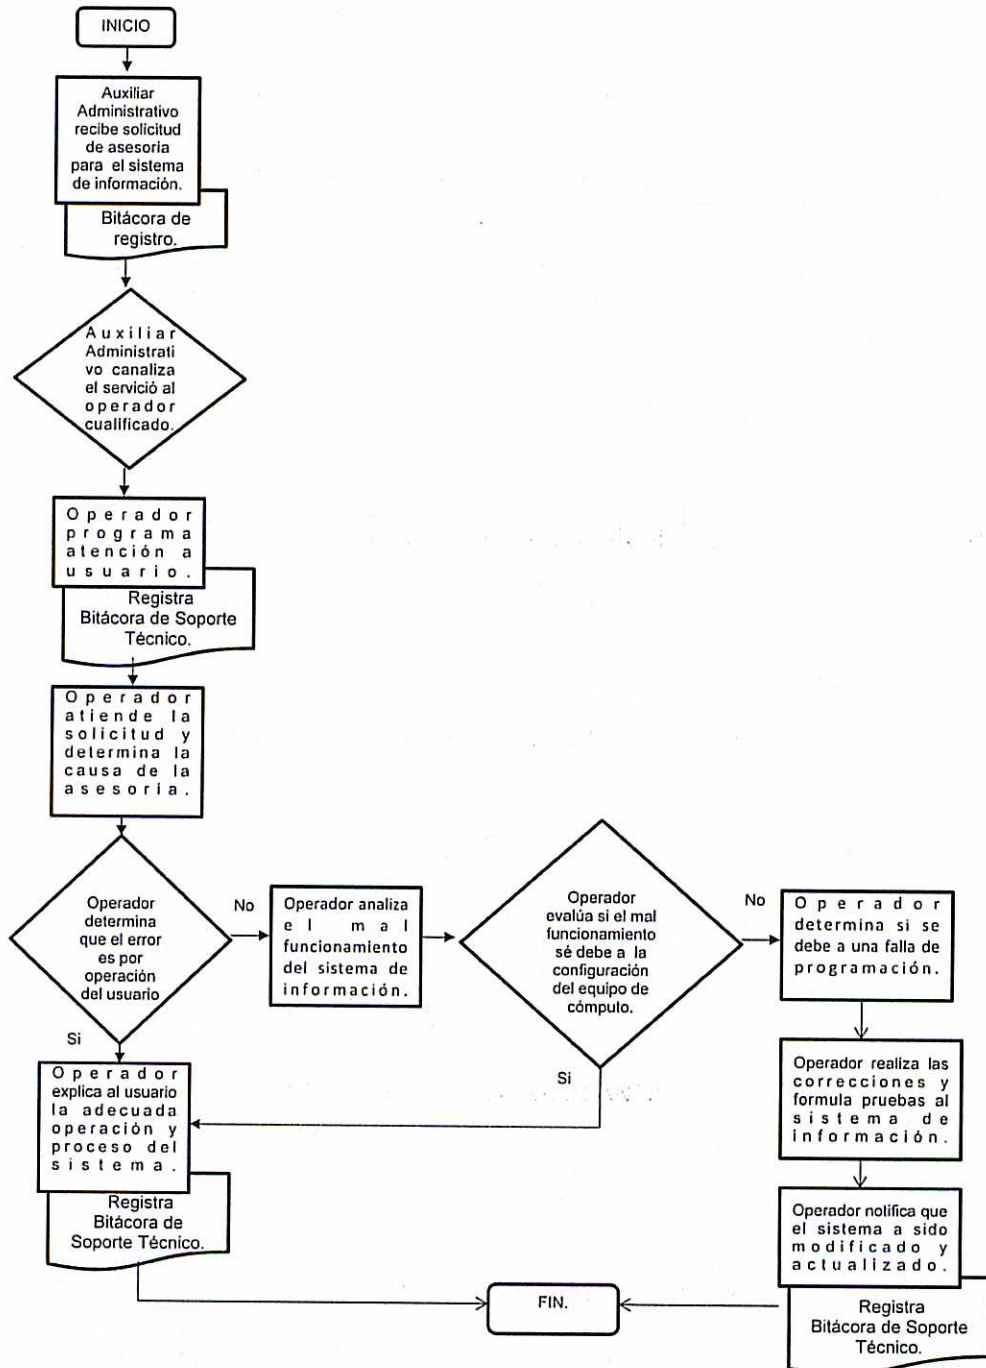 INICIO
Auxiliar
Administrativo
recibe solicitud
de asesoria
para el sistema
de información.
Bitácora de
registro.
Auxiliar
Administrati
vo canaliza
el servició al
operador
cualificado.
Operador
programa
atención a
usuario.
Registra
Bitácora de Soporte
Técnico.
Operador
atiende la
solicitud y
determina la
causa de la
asesoria.
Operador
determina
que el error
es por
operación
del usuario
No
Operador analiza
el mal
funcionamiento
del sistema de
información.
Operador
evalúa si el mal
funcionamiento
sé debe a la
configuración
del equipo de
cómpulo.
No
Operador
determina si se
debe a una falla de
programación.
Si
Operador
explica al usuario
la adecuada
operación y
proceso del
sistema.
Registra
Bitácora de
Soporte Técnico.
Si
Operador realiza las
correcciones y
formula pruebas al
sistema de
información.
Operador notifica que
el sistema a sido
modificado y
actualizado.
Registra
Bitácora de Soporte
Técnico.
FIN.